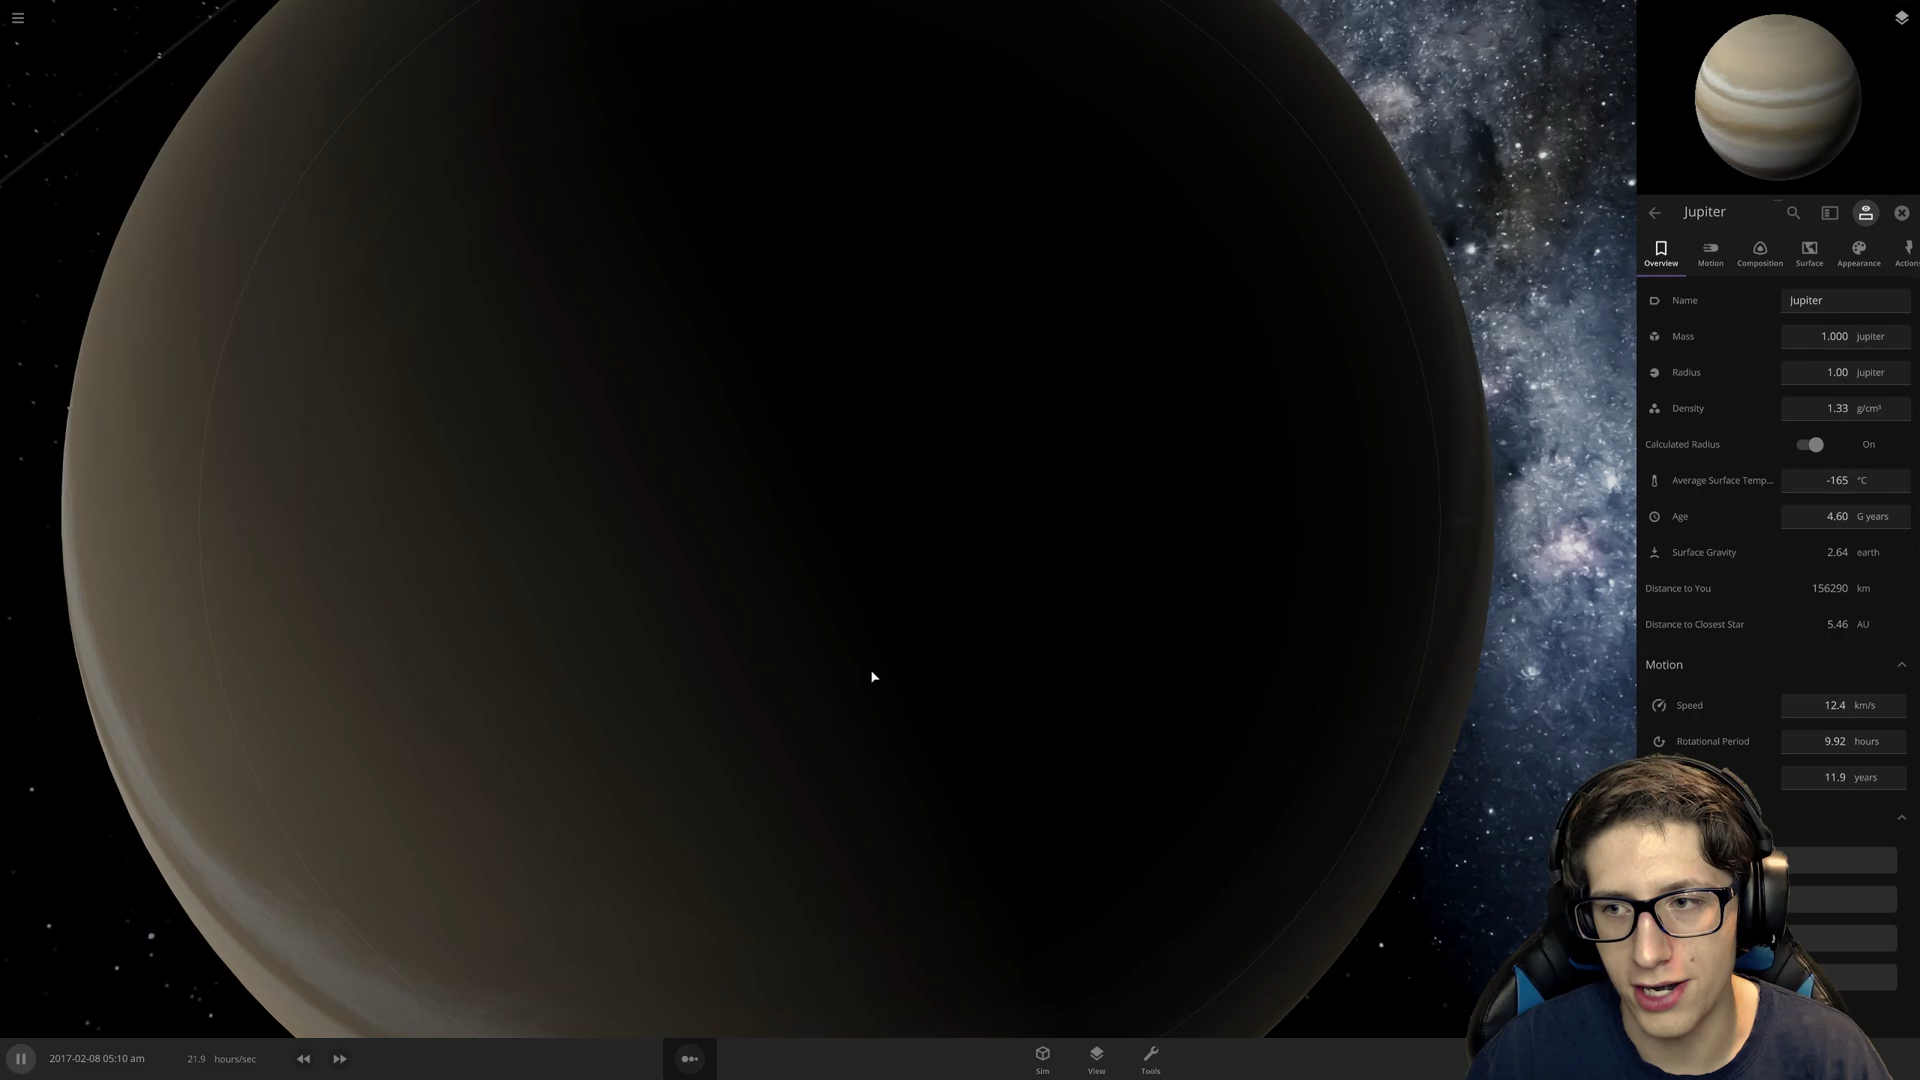 Jupiter
Overview Motion Composition Surface Appearance Actions
Name Jupiter
Mass 1.000 jupiter
Radius 1.00 jupiter
Density 1.33 g/cm³
Calculated Radius On
Average Surface Temp... -165 °C
Age 4.60 G years
Surface Gravity 2.64 earth
Distance to You 156290 km
Distance to Closest Star 5.46 AU
Motion
Speed 12.4 km/s
Rotational Period 9.92 hours
11.9 years
2017-02-08 05:10 am 21.9 hours/sec
Sim View Tools